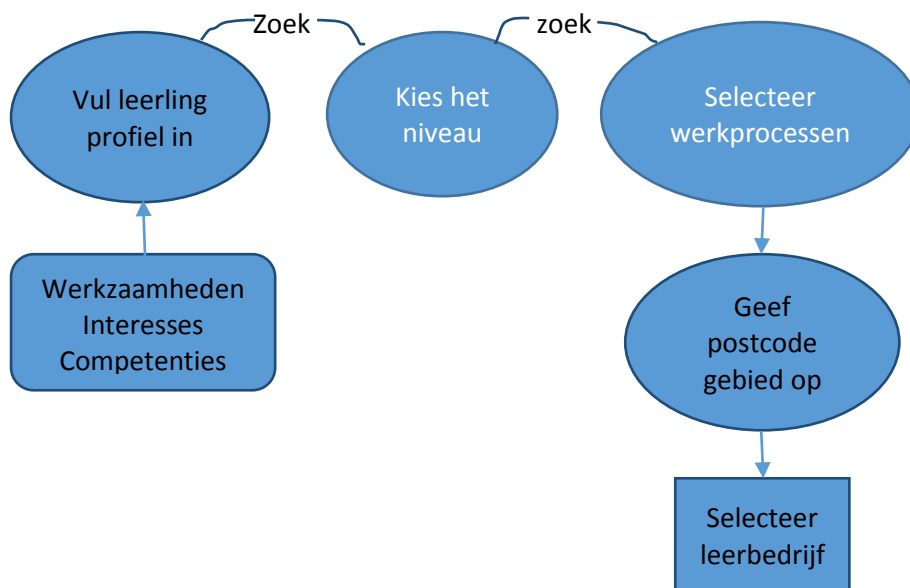 Zoek
zoek
Vul leerling
profiel in
Kies het
niveau
Selecteer
werkprocessen
Werkzaamheden
Interesses
Competenties
Geef
postcode
gebied op
Selecteer
leerbedrijf